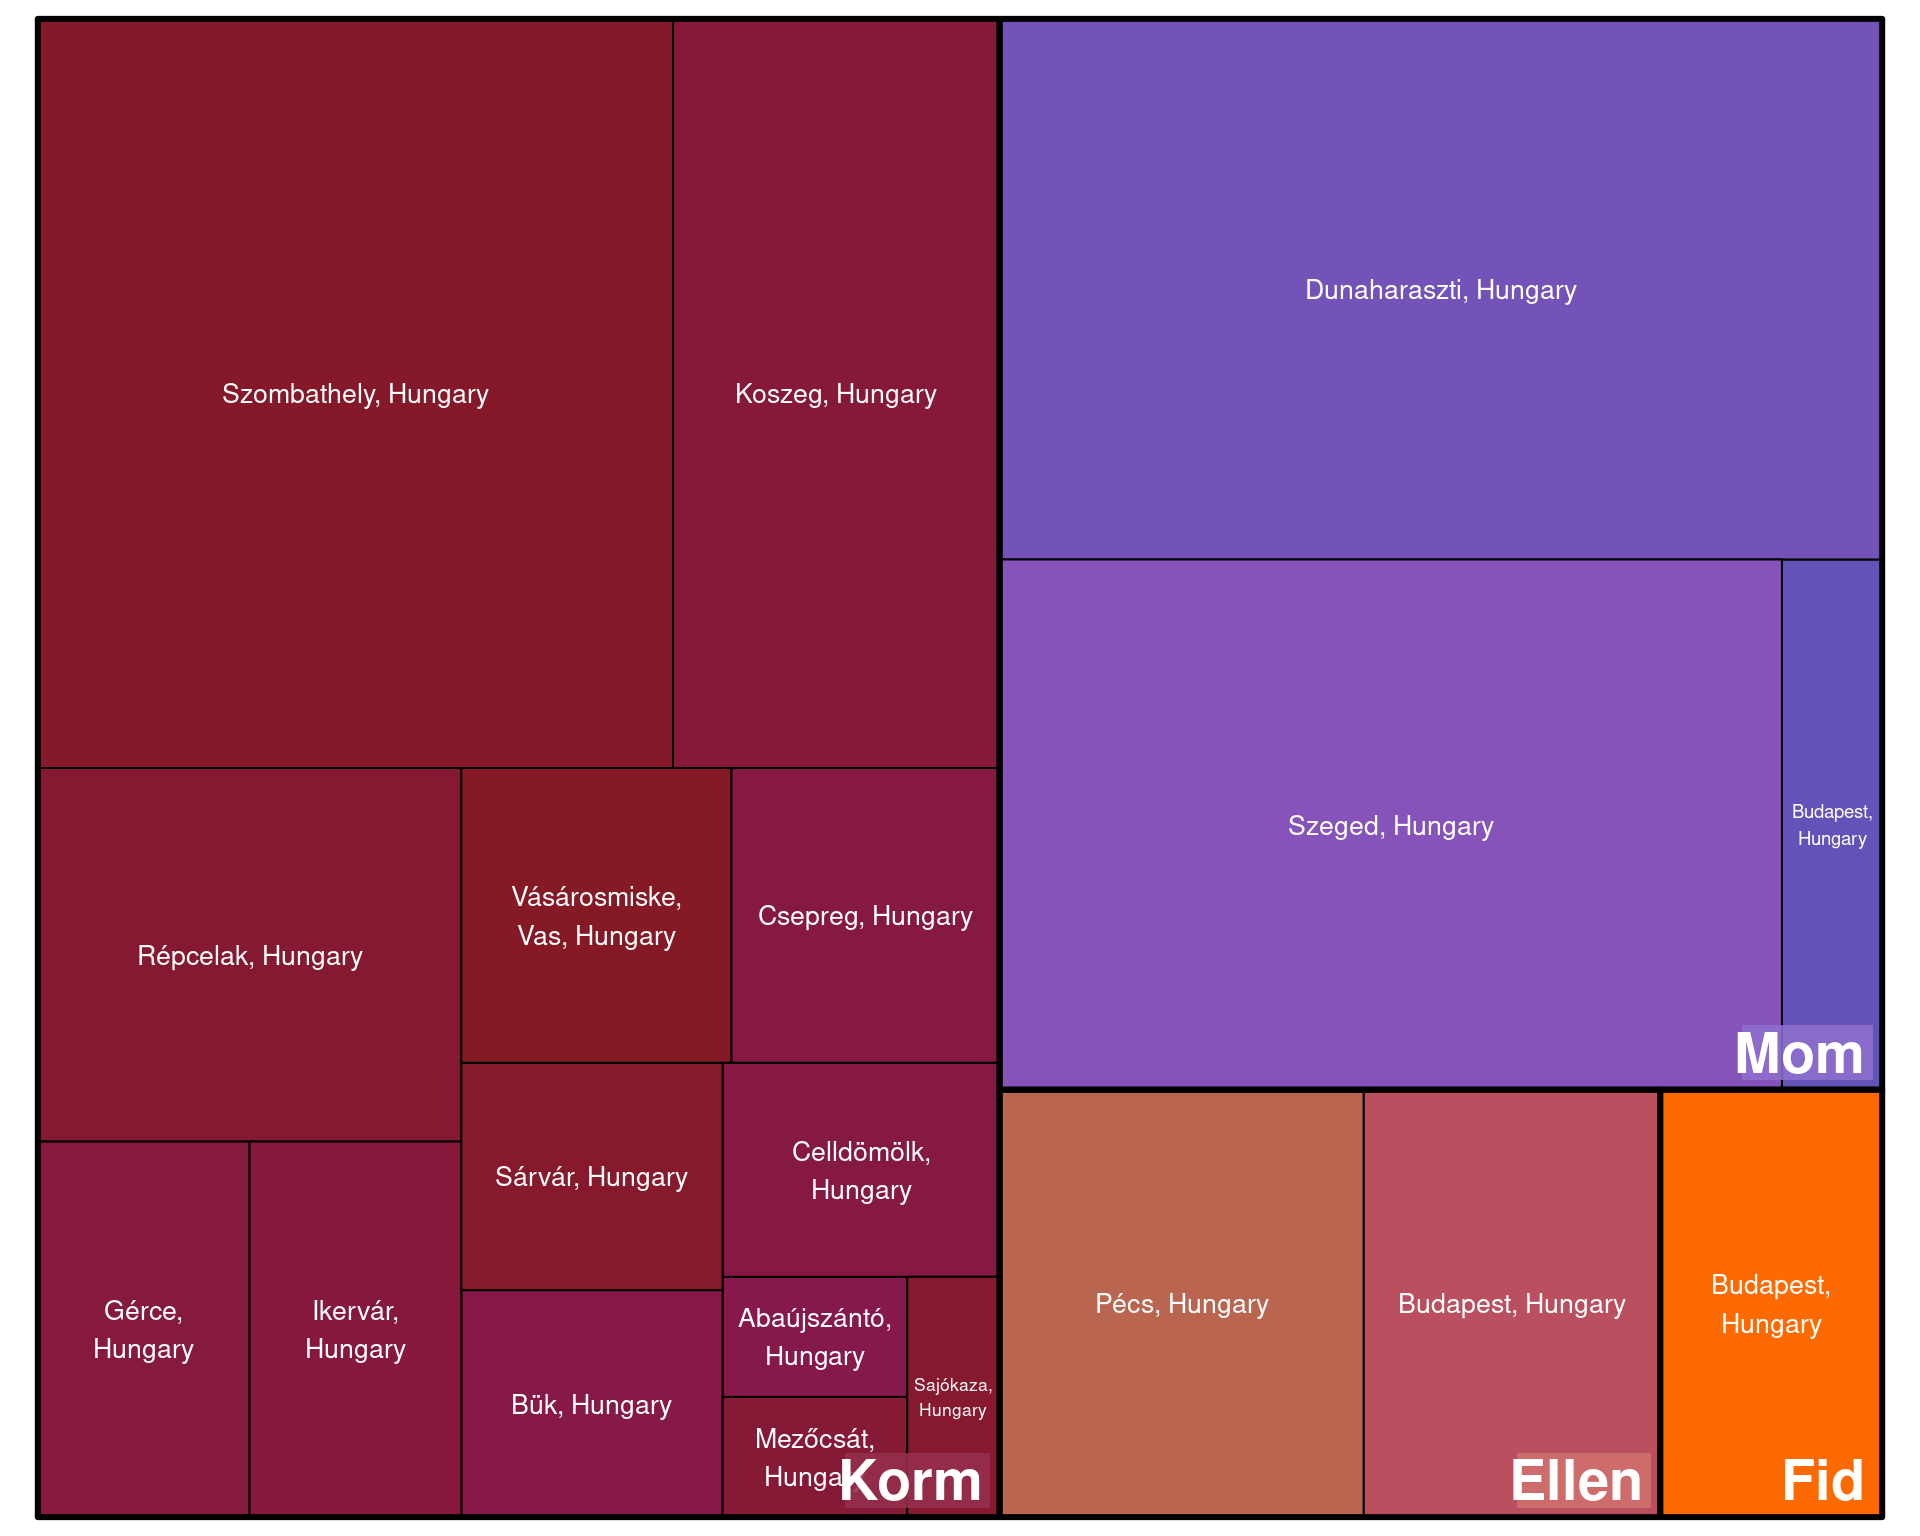 Szombathely, Hungary
Koszeg, Hungary
Répcelak, Hungary
Vásárosmiske,
Vas, Hungary
Csepreg, Hungary
Sárvár, Hungary
Celldömölk,
Hungary
Gérce,
Hungary
Ikervár,
Hungary
Bük, Hungary
Abaújszántó,
Hungary
Mezőcsát,
Hungary
Sajókaza,
Hungary
Korm
Dunaharaszti, Hungary
Szeged, Hungary
Budapest,
Hungary
Mom
Pécs, Hungary
Budapest, Hungary
Ellen
Budapest,
Hungary
Fid